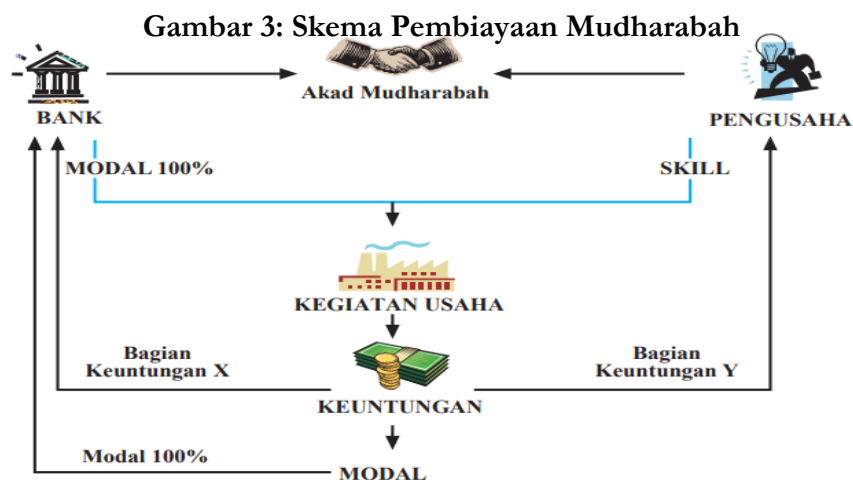 Gambar 3: Skema Pembiayaan Mudharabah
Akad Mudharabah
BANK
PENGUSAHA
MODAL 100%
SKILL
KEGIATAN USAHA
Bagian
Keuntungan X
Bagian
Keuntungan Y
KEUNTUNGAN
Modal 100%
MODAL